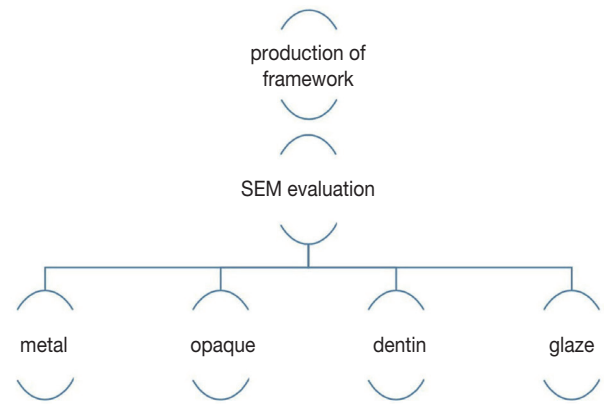 production of
framework
SEM evaluation
metal
opaque
dentin
glaze